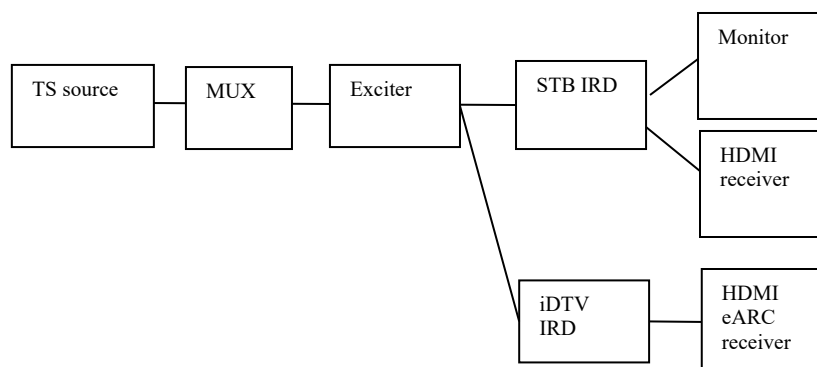 TS source
MUX
Exciter
STB IRD
Monitor
HDMI
receiver
iDTV
IRD
HDMI
eARC
receiver